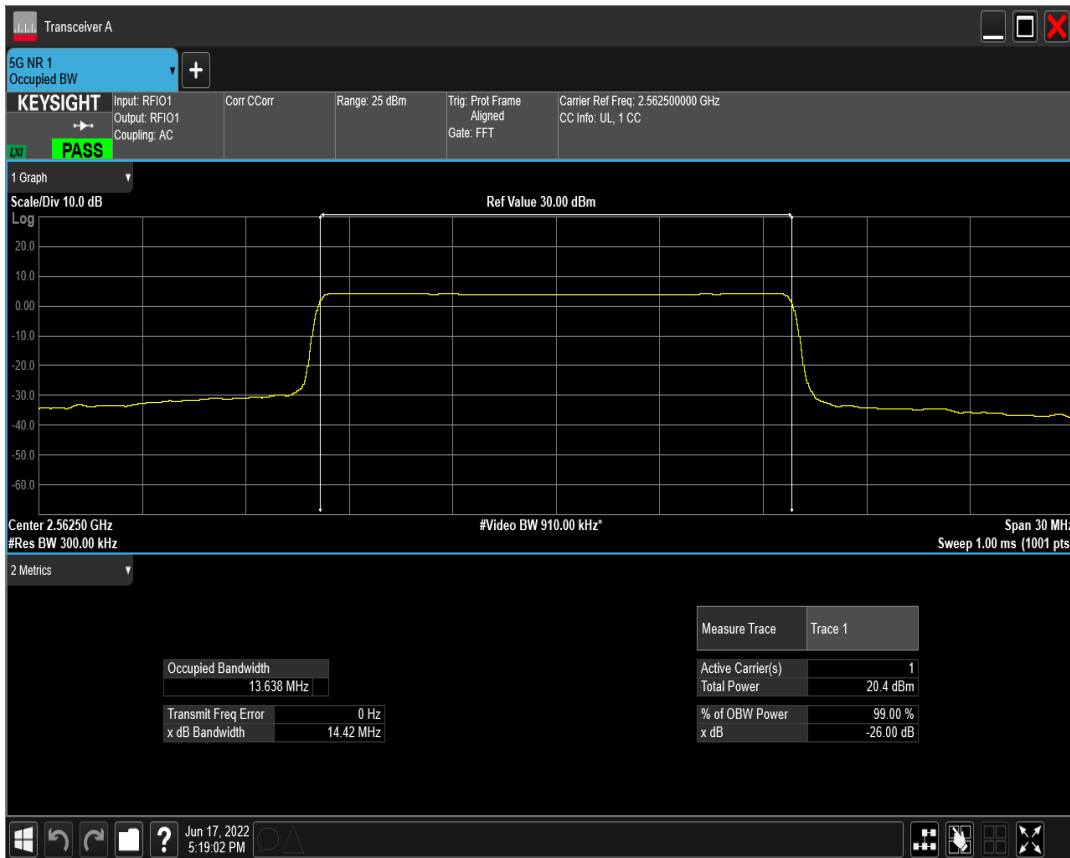 Transceiver A
5G NR 1
Occupied BW
+
KEYSIGHT
LXI
PASS
Input: RFIO1
Output: RFIO1
Coupling: AC
Corr CCorr
Range: 25 dBm
Trig: Prot Frame
Aligned
Gate: FFT
Carrier Ref Freq: 2.562500000 GHz
CC Info: UL, 1 CC
1 Graph
Scale/Div 10.0 dB
Ref Value 30.00 dBm
Log
20.0
10.0
0.00
-10.0
-20.0
-30.0
-40.0
-50.0
-60.0
Center 2.56250 GHz
#Video BW 910.00 kHz*
Span 30 MHz
#Res BW 300.00 kHz
Sweep 1.00 ms (1001 pts
2 Metrics
Measure Trace Trace 1
Occupied Bandwidth
13.638 MHz
Active Carrier(s) 1
Total Power 20.4 dBm
Transmit Freq Error 0 Hz
x dB Bandwidth 14.42 MHz
% of OBW Power 99.00 %
x dB -26.00 dB
?
Jun 17, 2022
5:19:02 PM